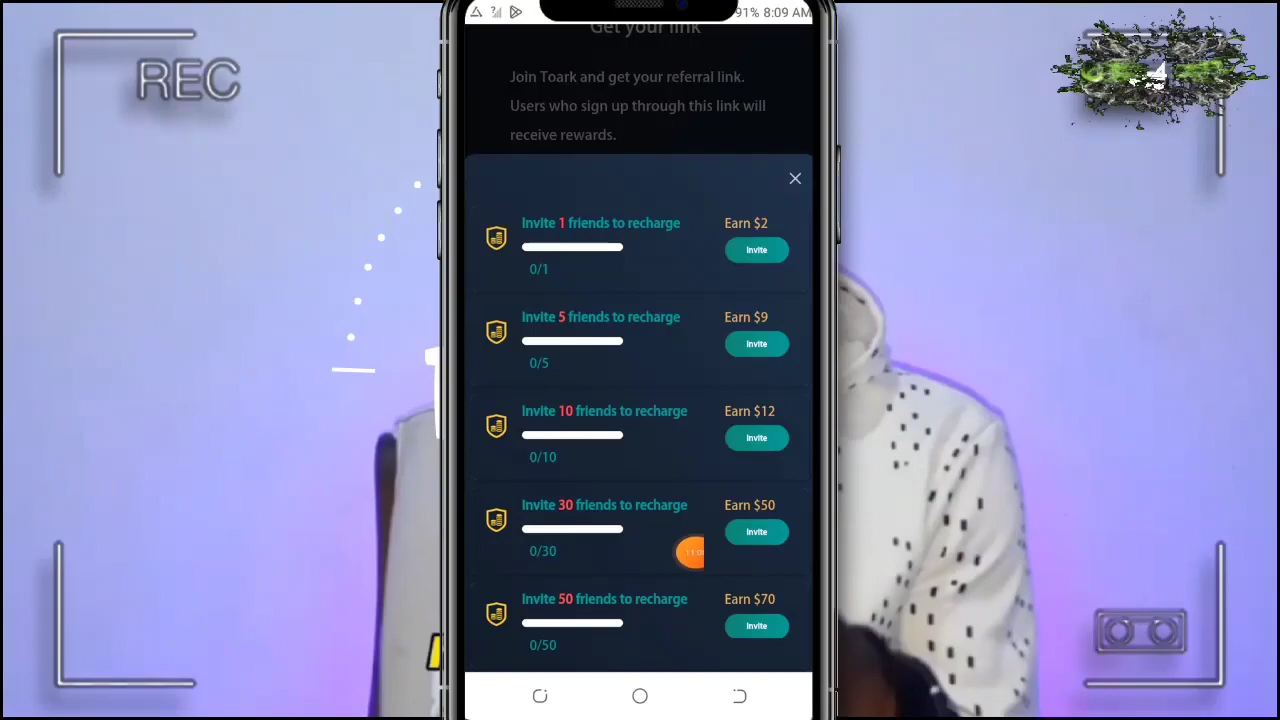 REC
91% 8:09 AM
Get your link
Join Toark and get your referral link.
Users who sign up through this link will
receive rewards.
Invite 1 friends to recharge
Earn $2
Invite
0/1
Invite 5 friends to recharge
Earn $9
Invite
0/5
Invite 10 friends to recharge
Earn $12
Invite
0/10
Invite 30 friends to recharge
Earn $50
Invite
0/30
Invite 50 friends to recharge
Earn $70
Invite
0/50